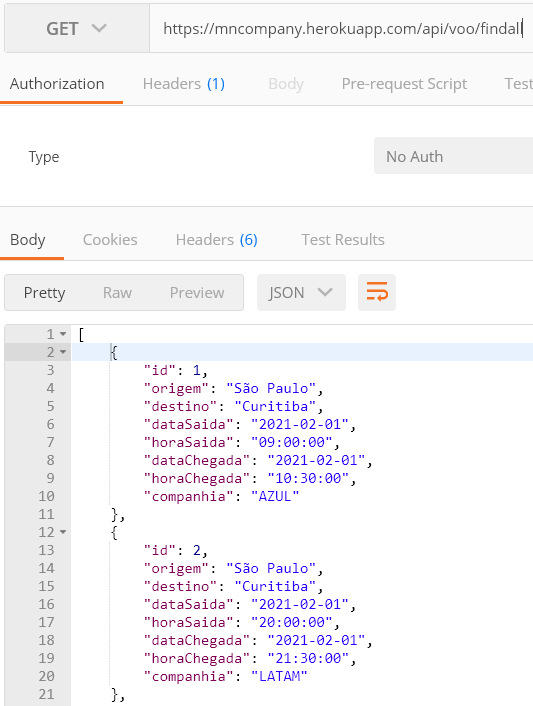 GET https://mncompany.herokuapp.com/api/voo/findall
Authorization Headers (1) Body Pre-request Script Test
Type No Auth
Body Cookies Headers (6) Test Results
Pretty Raw Preview JSON
1 [
2 {
3 "id": 1,
4 "origem": "São Paulo",
5 "destino": "Curitiba",
6 "dataSaida": "2021-02-01",
7 "horaSaida": "09:00:00",
8 "dataChegada": "2021-02-01",
9 "horaChegada": "10:30:00",
10 "companhia": "AZUL"
11 },
12 {
13 "id": 2,
14 "origem": "São Paulo",
15 "destino": "Curitiba",
16 "dataSaida": "2021-02-01",
17 "horaSaida": "20:00:00",
18 "dataChegada": "2021-02-01",
19 "horaChegada": "21:30:00",
20 "companhia": "LATAM"
21 },